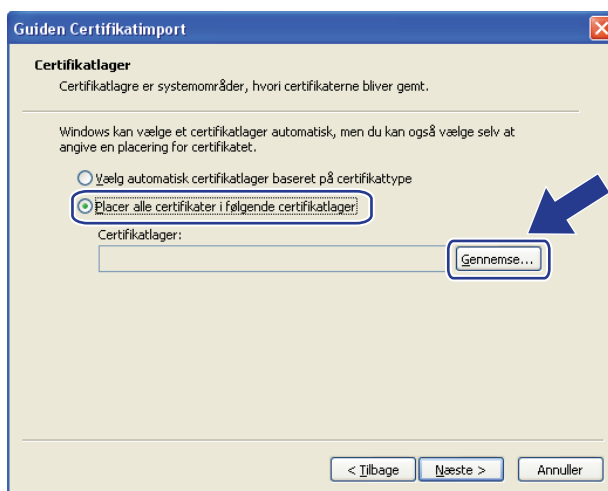 Guiden Certifikatimport
Certifikatlager
Certifikatlagre er systemområder, hvori certifikaterne bliver gemt.
Windows kan vælge et certifikatlager automatisk, men du kan også vælge selv at
angive en placering for certifikatet.
Vælg automatisk certifikatlager baseret på certifikattype
Placer alle certifikater i følgende certifikatlager
Certifikatlager:
Gennemse...
< Tilbage
Næste >
Annuller